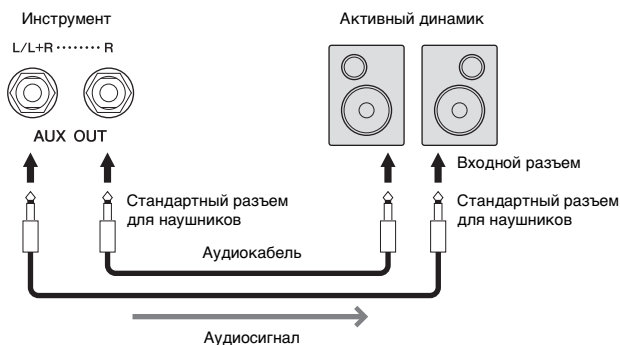 Инструмент
Активный динамик
L/L+R ········ R
AUX OUT
Входной разъем
Стандартный разъем
для наушников
Стандартный разъем
для наушников
Аудиокабель
Аудиосигнал